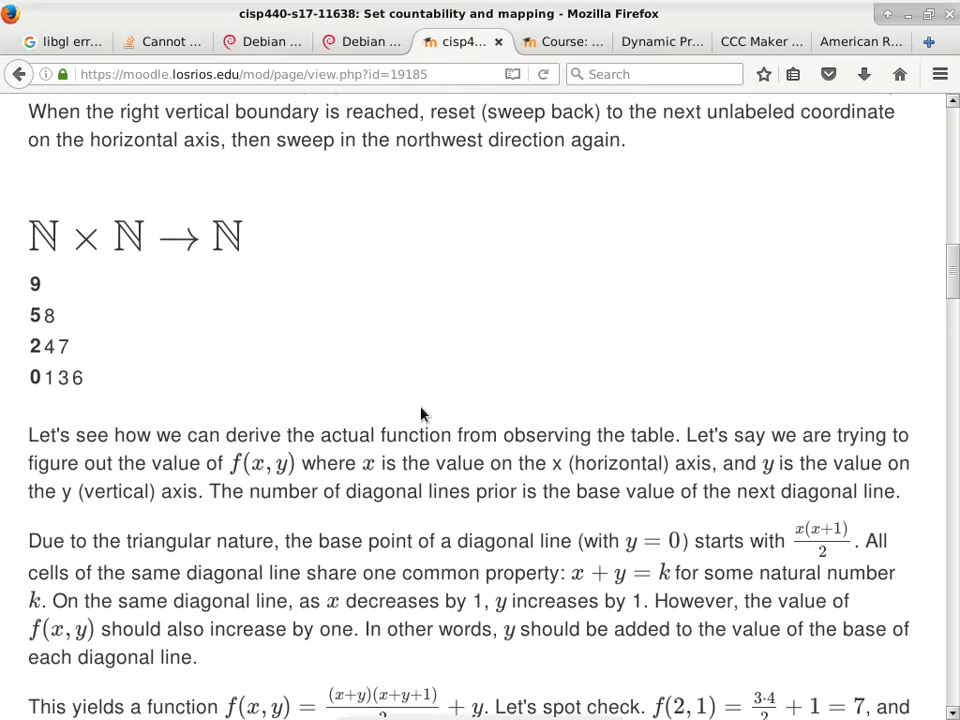 cisp440-s17-11638: Set countability and mapping - Mozilla Firefox
libgl err... Cannot ... Debian ... Debian ... cisp4... Course: ... Dynamic Pr... CCC Maker ... American R...
https://moodle.losrios.edu/mod/page/view.php?id=19185 Search
When the right vertical boundary is reached, reset (sweep back) to the next unlabeled coordinate
on the horizontal axis, then sweep in the northwest direction again.
ℕ × ℕ → ℕ
9
5 8
2 4 7
0 1 3 6
Let's see how we can derive the actual function from observing the table. Let's say we are trying to
figure out the value of f(x, y) where x is the value on the x (horizontal) axis, and y is the value on
the y (vertical) axis. The number of diagonal lines prior is the base value of the next diagonal line.
Due to the triangular nature, the base point of a diagonal line (with y = 0) starts with x(x+1)/2. All
cells of the same diagonal line share one common property: x + y = k for some natural number
k. On the same diagonal line, as x decreases by 1, y increases by 1. However, the value of
f(x, y) should also increase by one. In other words, y should be added to the value of the base of
each diagonal line.
This yields a function f(x, y) = (x+y)(x+y+1)/2 + y. Let's spot check. f(2, 1) = 3·4/2 + 1 = 7, and